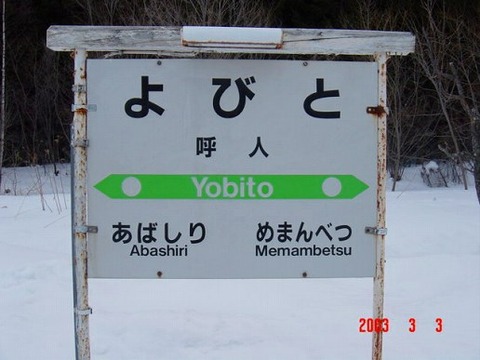 よびと
呼人
Yobito
あばしり めまんべつ
Abashiri Memambetsu
2003 3 3